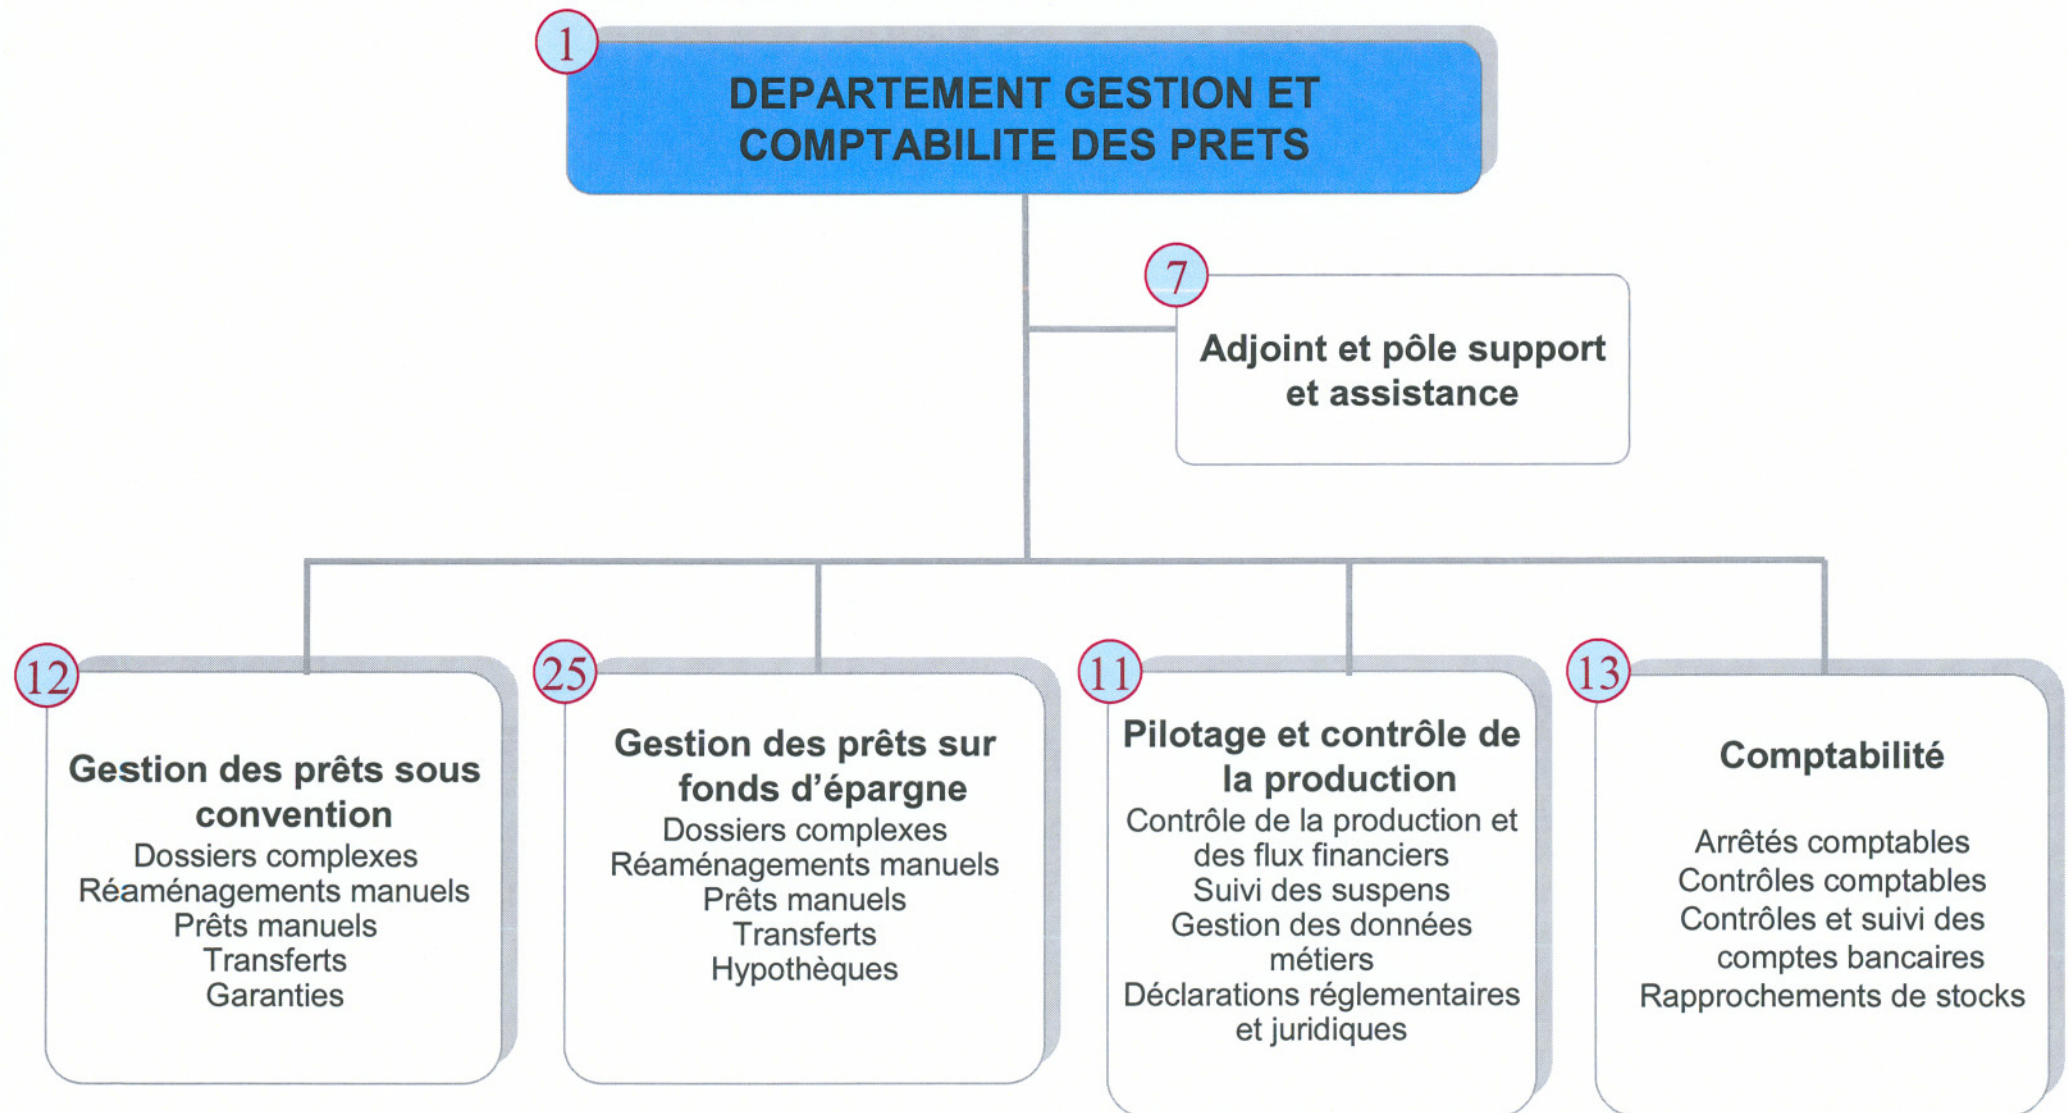 1
DEPARTEMENT GESTION ET
COMPTABILITE DES PRETS
7
Adjoint et pôle support
et assistance
12
Gestion des prêts sous
convention
Dossiers complexes
Réaménagements manuels
Prêts manuels
Transferts
Garanties
25
Gestion des prêts sur
fonds d’épargne
Dossiers complexes
Réaménagements manuels
Prêts manuels
Transferts
Hypothèques
11
Pilotage et contrôle de
la production
Contrôle de la production et
des flux financiers
Suivi des suspens
Gestion des données
métiers
Déclarations réglementaires
et juridiques
13
Comptabilité
Arrêtés comptables
Contrôles comptables
Contrôles et suivi des
comptes bancaires
Rapprochements de stocks